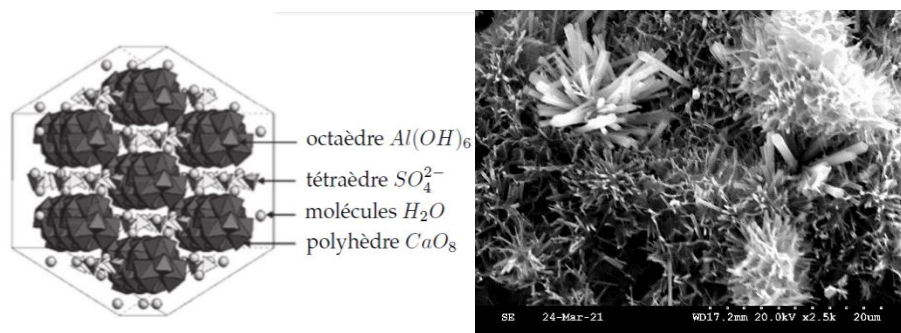 octaèdre Al(OH)₆
tétraèdre SO₄²⁻
molécules H₂O
polyhèdre CaO₈
SE 24-Mar-21 WD17.2mm 20.0kV x2.5k 20um